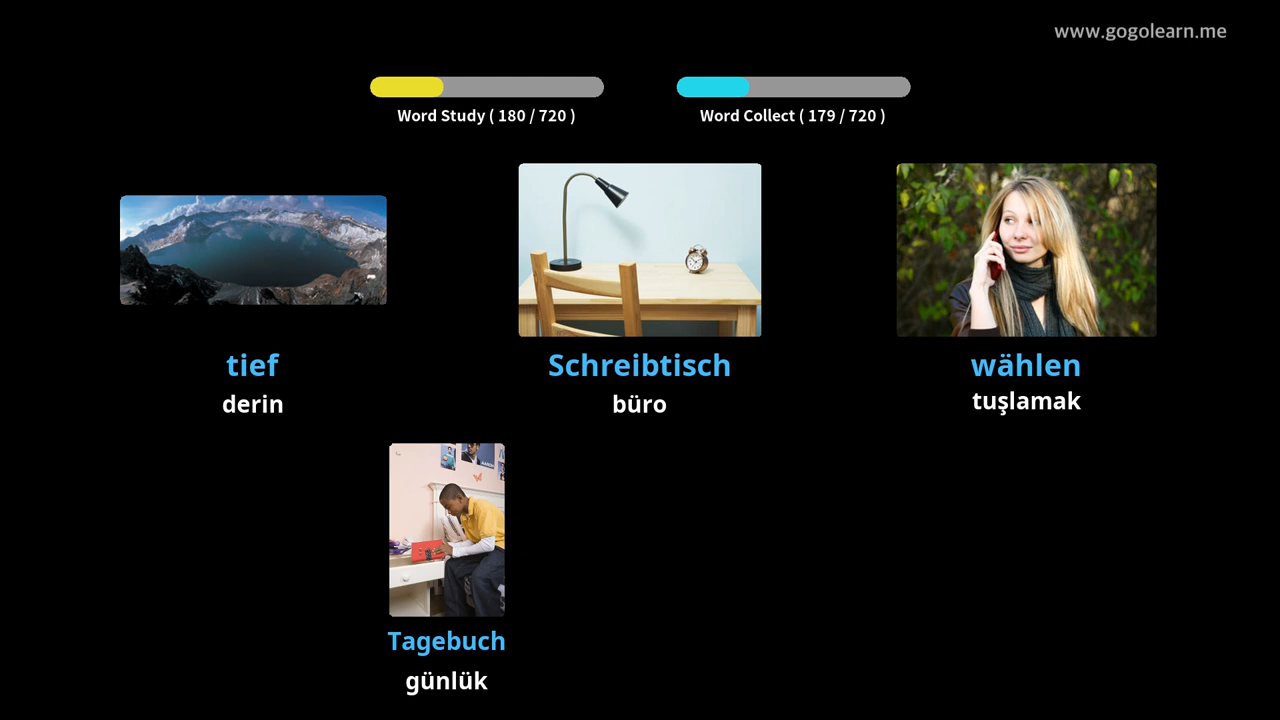 www.gogolearn.me
Word Study ( 180 / 720 )
Word Collect ( 179 / 720 )
tief
derin
Schreibtisch
büro
wählen
tuşlamak
Tagebuch
günlük